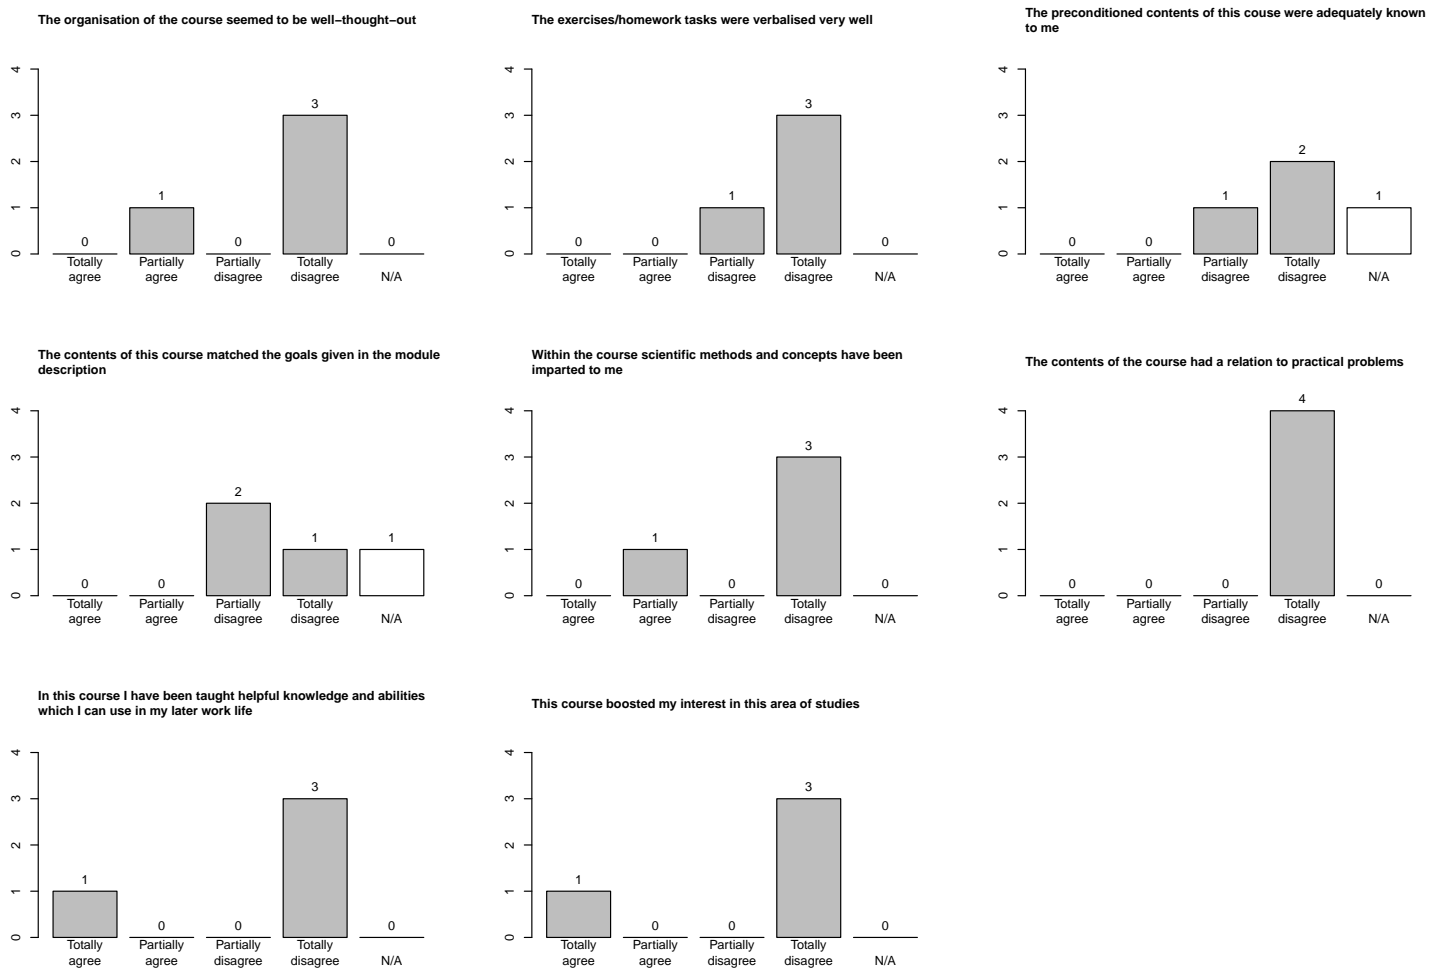 The organisation of the course seemed to be well−thought−out
4
3
2
1
0
0
1
0
3
0
Totally
agree
Partially
agree
Partially
disagree
Totally
disagree
N/A
The exercises/homework tasks were verbalised very well
4
3
2
1
0
0
0
1
3
0
Totally
agree
Partially
agree
Partially
disagree
Totally
disagree
N/A
The preconditioned contents of this couse were adequately known
to me
4
3
2
1
0
0
0
1
2
1
Totally
agree
Partially
agree
Partially
disagree
Totally
disagree
N/A
The contents of this course matched the goals given in the module
description
4
3
2
1
0
0
0
2
1
1
Totally
agree
Partially
agree
Partially
disagree
Totally
disagree
N/A
Within the course scientific methods and concepts have been
imparted to me
4
3
2
1
0
0
1
0
3
0
Totally
agree
Partially
agree
Partially
disagree
Totally
disagree
N/A
The contents of the course had a relation to practical problems
4
3
2
1
0
0
0
0
4
0
Totally
agree
Partially
agree
Partially
disagree
Totally
disagree
N/A
In this course I have been taught helpful knowledge and abilities
which I can use in my later work life
4
3
2
1
0
1
0
0
3
0
Totally
agree
Partially
agree
Partially
disagree
Totally
disagree
N/A
This course boosted my interest in this area of studies
4
3
2
1
0
1
0
0
3
0
Totally
agree
Partially
agree
Partially
disagree
Totally
disagree
N/A